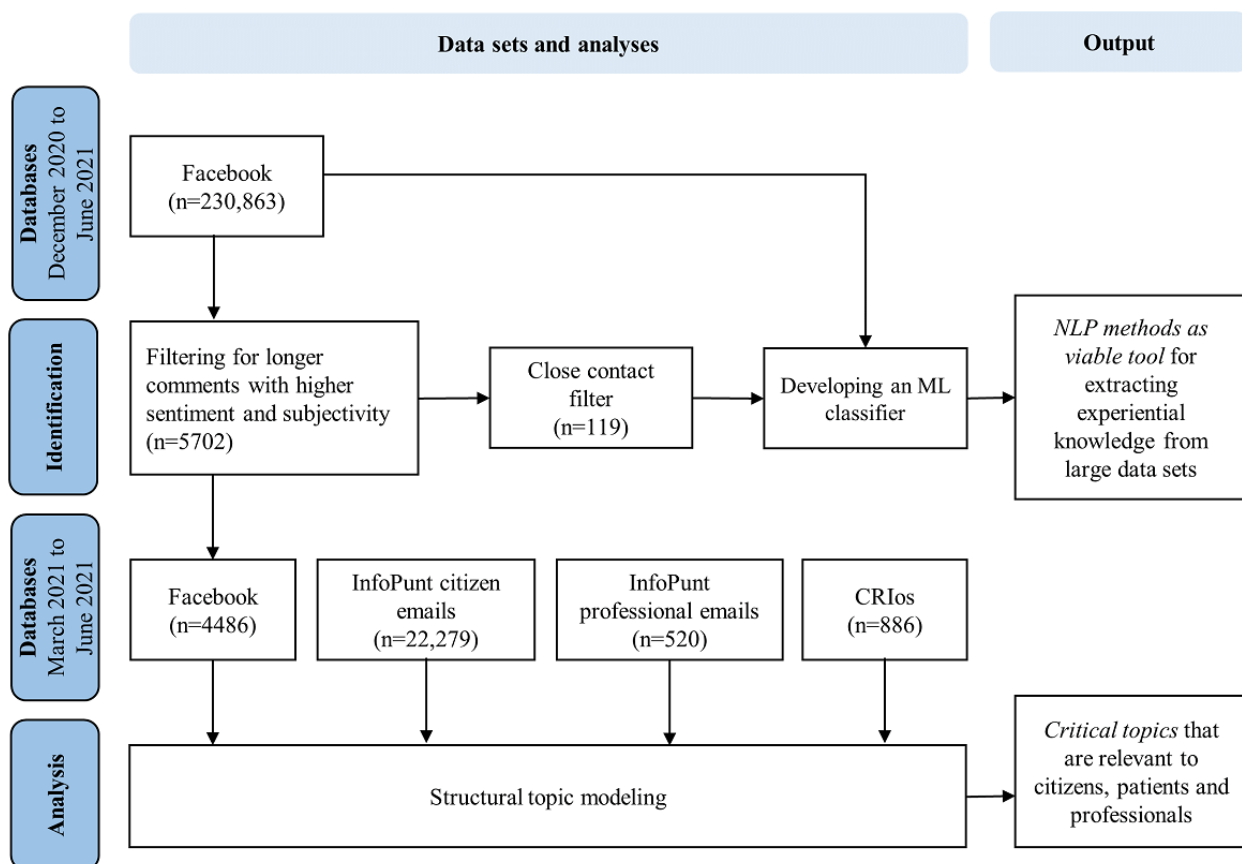 Data sets and analyses
Output
Databases
December 2020 to
June 2021
Facebook
(n=230,863)
Identification
Filtering for longer
comments with higher
sentiment and subjectivity
(n=5702)
Close contact
filter
(n=119)
Developing an ML
classifier
NLP methods as
viable tool for
extracting
experiential
knowledge from
large data sets
Databases
March 2021 to
June 2021
Facebook
(n=4486)
InfoPunt citizen
emails
(n=22,279)
InfoPunt
professional emails
(n=520)
CRIos
(n=886)
Analysis
Structural topic modeling
Critical topics that
are relevant to
citizens, patients and
professionals